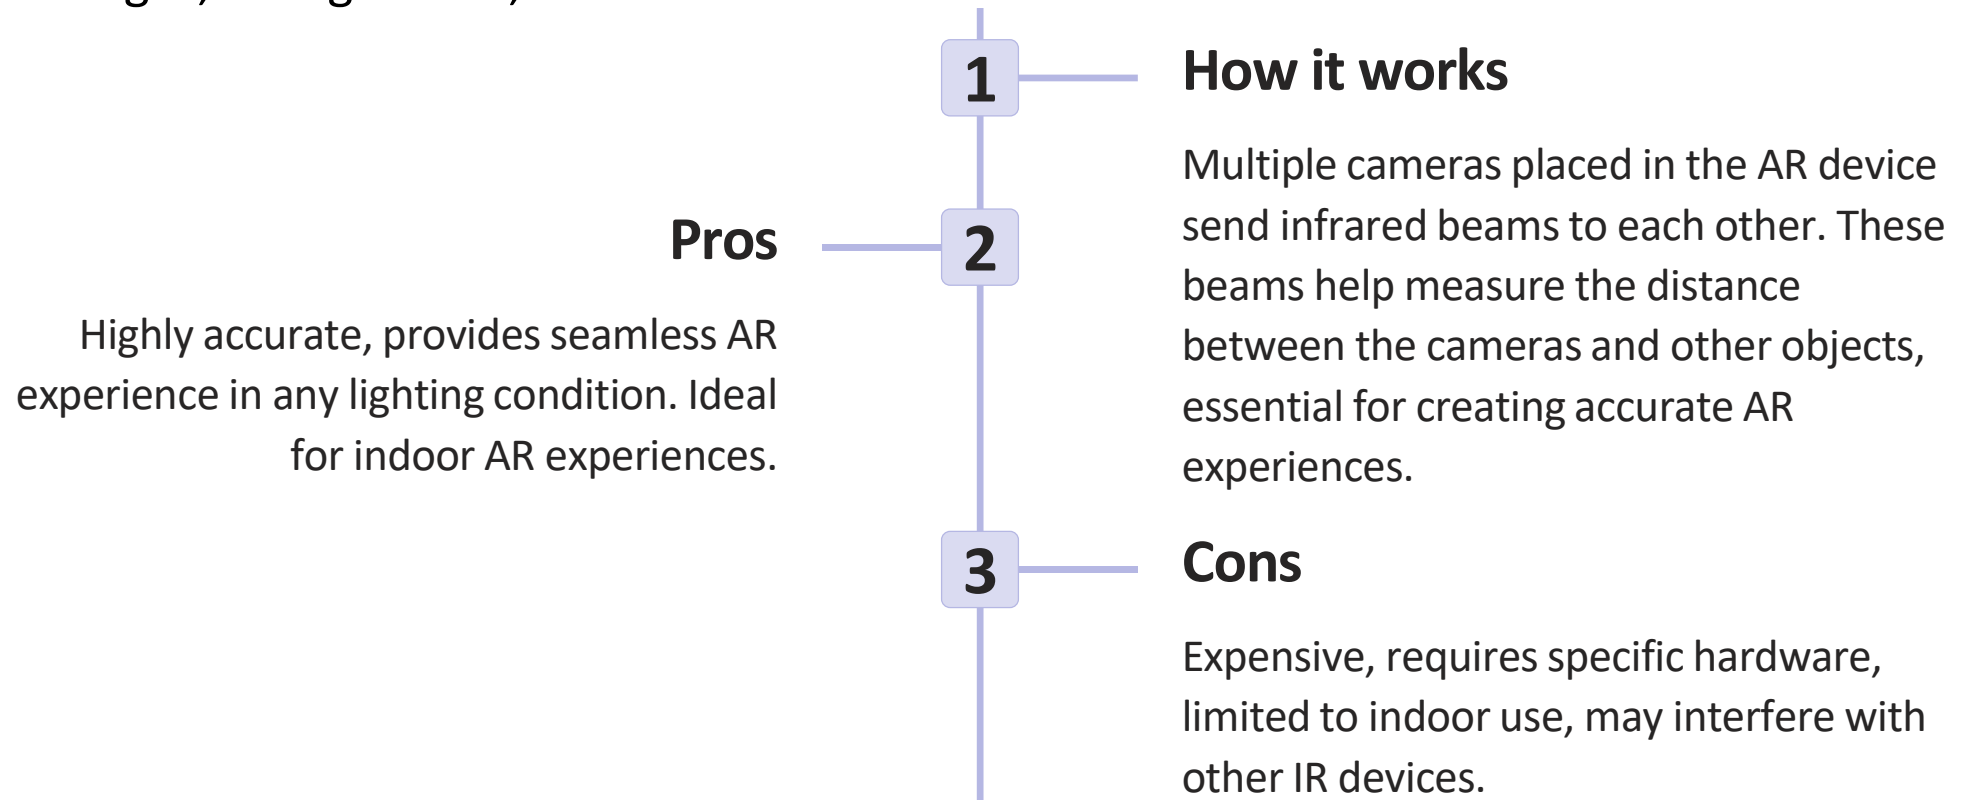 1
How it works
Multiple cameras placed in the AR device
send infrared beams to each other. These
beams help measure the distance
between the cameras and other objects,
essential for creating accurate AR
experiences.
2
Pros
Highly accurate, provides seamless AR
experience in any lighting condition. Ideal
for indoor AR experiences.
3
Cons
Expensive, requires specific hardware,
limited to indoor use, may interfere with
other IR devices.